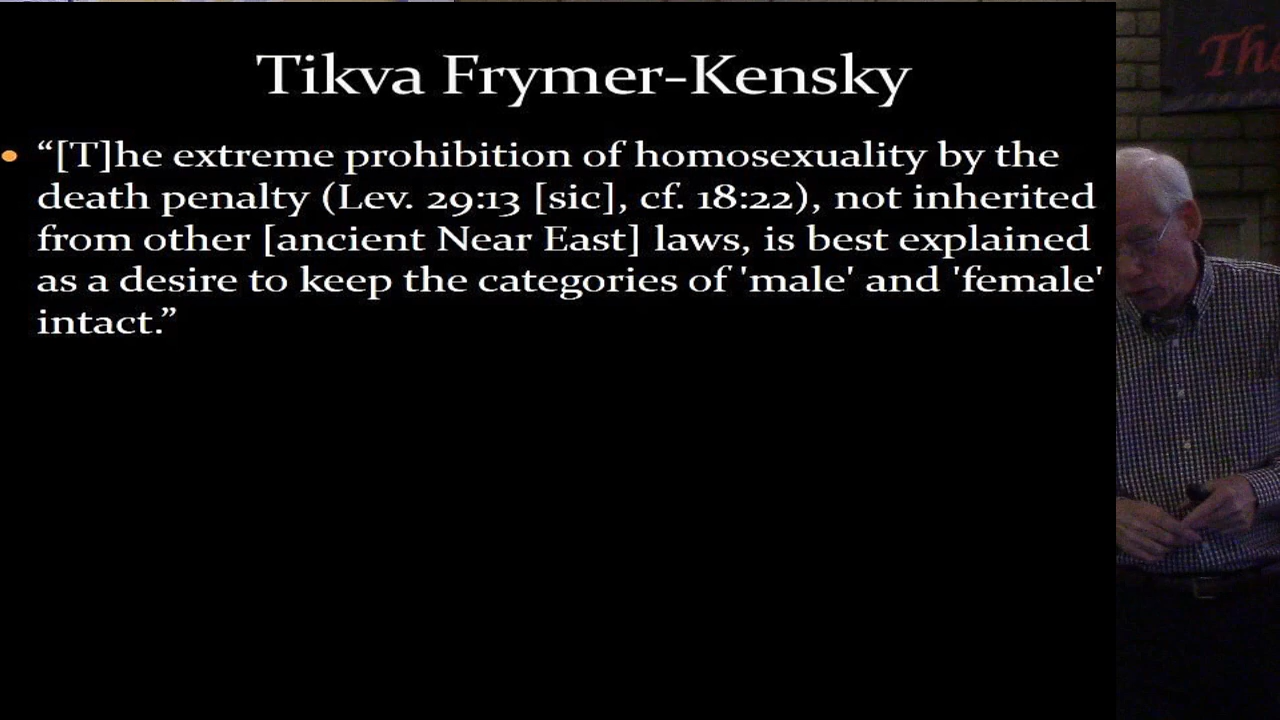 Tikva Frymer-Kensky
• “[T]he extreme prohibition of homosexuality by the
death penalty (Lev. 29:13 [sic], cf. 18:22), not inherited
from other [ancient Near East] laws, is best explained
as a desire to keep the categories of 'male' and 'female'
intact.”
The